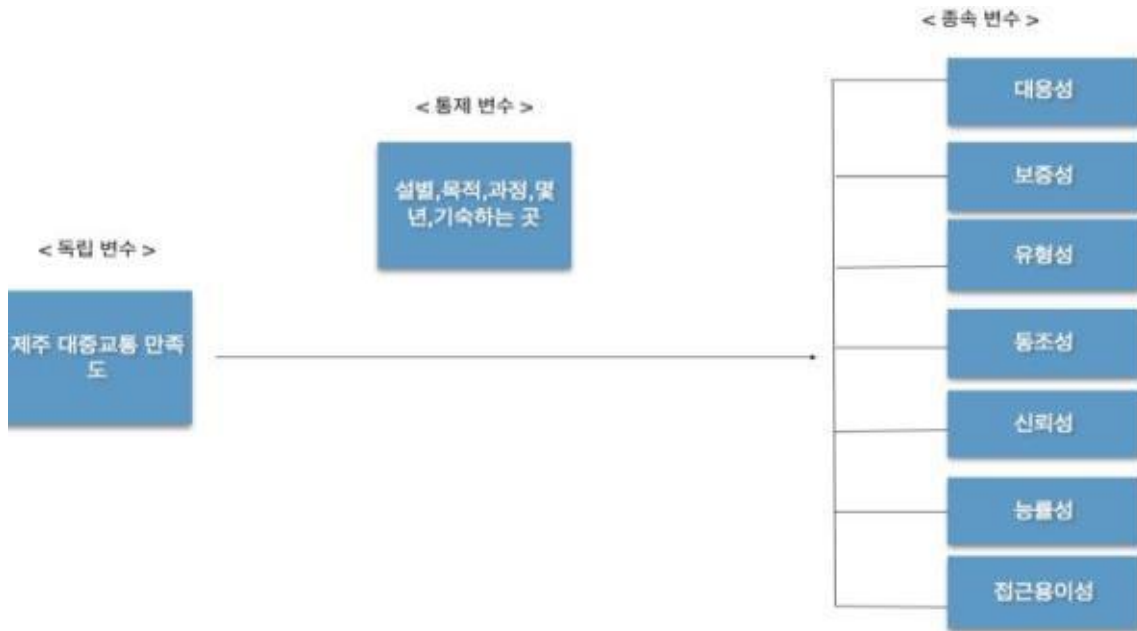 < 종속 변수 >
대응성
< 통제 변수 >
설별,목적,과정,몇
년,기숙하는 곳
보증성
< 독립 변수 >
유형성
제주 대중교통 만족
도
동조성
신뢰성
능률성
접근용이성